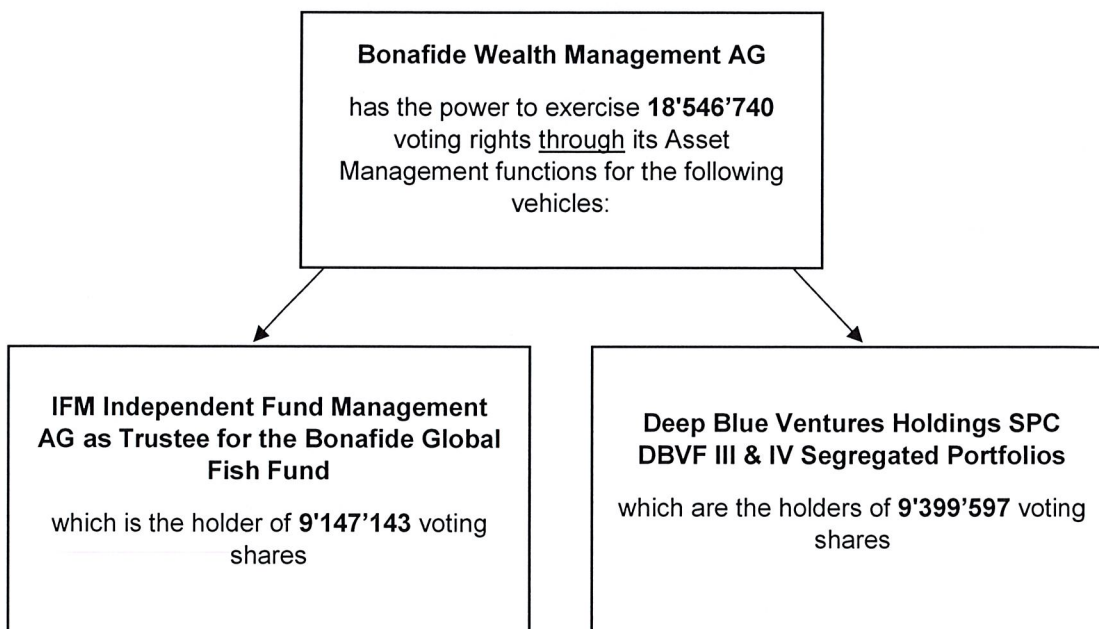 Bonafide Wealth Management AG
has the power to exercise 18'546’740
voting rights through its Asset
Management functions for the following
vehicles:
IFM Independent Fund Management
AG as Trustee for the Bonafide Global
Fish Fund
which is the holder of 9'147’143 voting
shares
Deep Blue Ventures Holdings SPC
DBVF III & IV Segregated Portfolios
which are the holders of 9'399’597 voting
shares